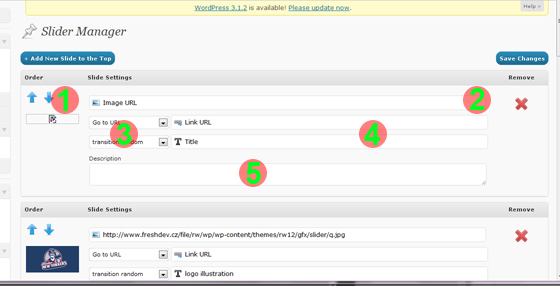 WordPress 3.1.2 is available! Please update now.
Help
Slider Manager
+ Add New Slide to the Top
Save Changes
Order Slide Settings Remove
1
2
Image URL
Go to URL Link URL
3
4
transition random Title
Description
5
Order Slide Settings Remove
http://www.freshdev.cz/file/rw/wp/wp-content/themes/rw12/gfx/slider/q.jpg
Go to URL Link URL
transition random logo illustration